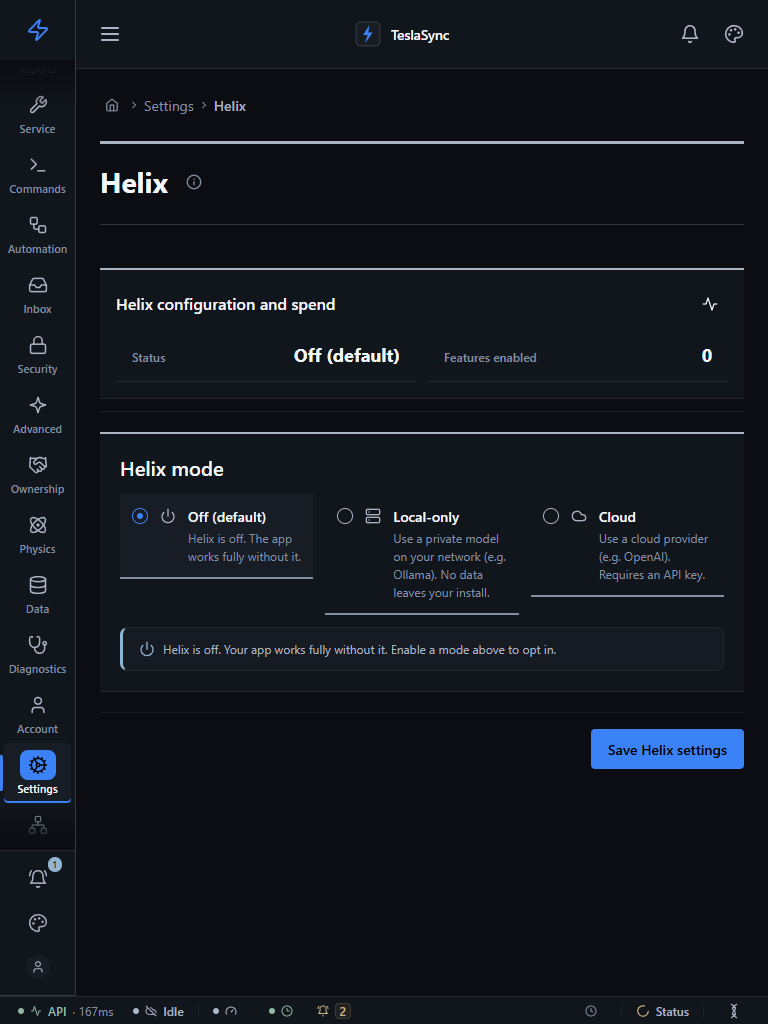 TeslaSync
Reports
Service
Commands
Automation
Inbox
Security
Advanced
Ownership
Physics
Data
Diagnostics
Account
Settings
1
Settings
Helix
Helix
Helix configuration and spend
Status
Off (default)
Features enabled
0
Helix mode
Off (default)
Helix is off. The app
works fully without it.
Local-only
Use a private model
on your network (e.g.
Ollama). No data
leaves your install.
Cloud
Use a cloud provider
(e.g. OpenAI).
Requires an API key.
Helix is off. Your app works fully without it. Enable a mode above to opt in.
Save Helix settings
API · 167ms
Idle
2
Status